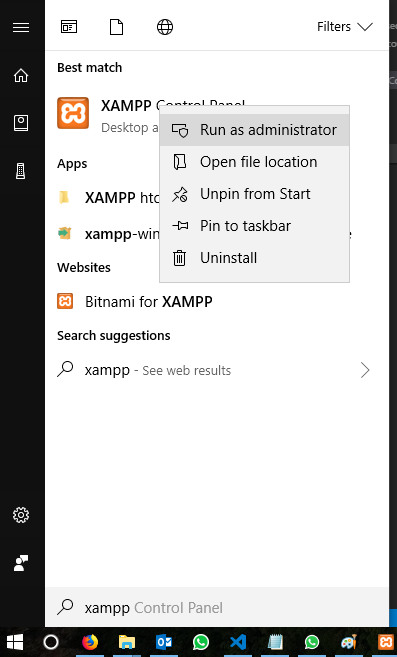 Filters
Best match
XAMPP Control Panel
Desktop a
Run as administrator
Open file location
Apps
XAMPP htd
Unpin from Start
Pin to taskbar
xampp-win
e
Uninstall
Websites
Bitnami for XAMPP
Search suggestions
xampp - See web results
xampp Control Panel